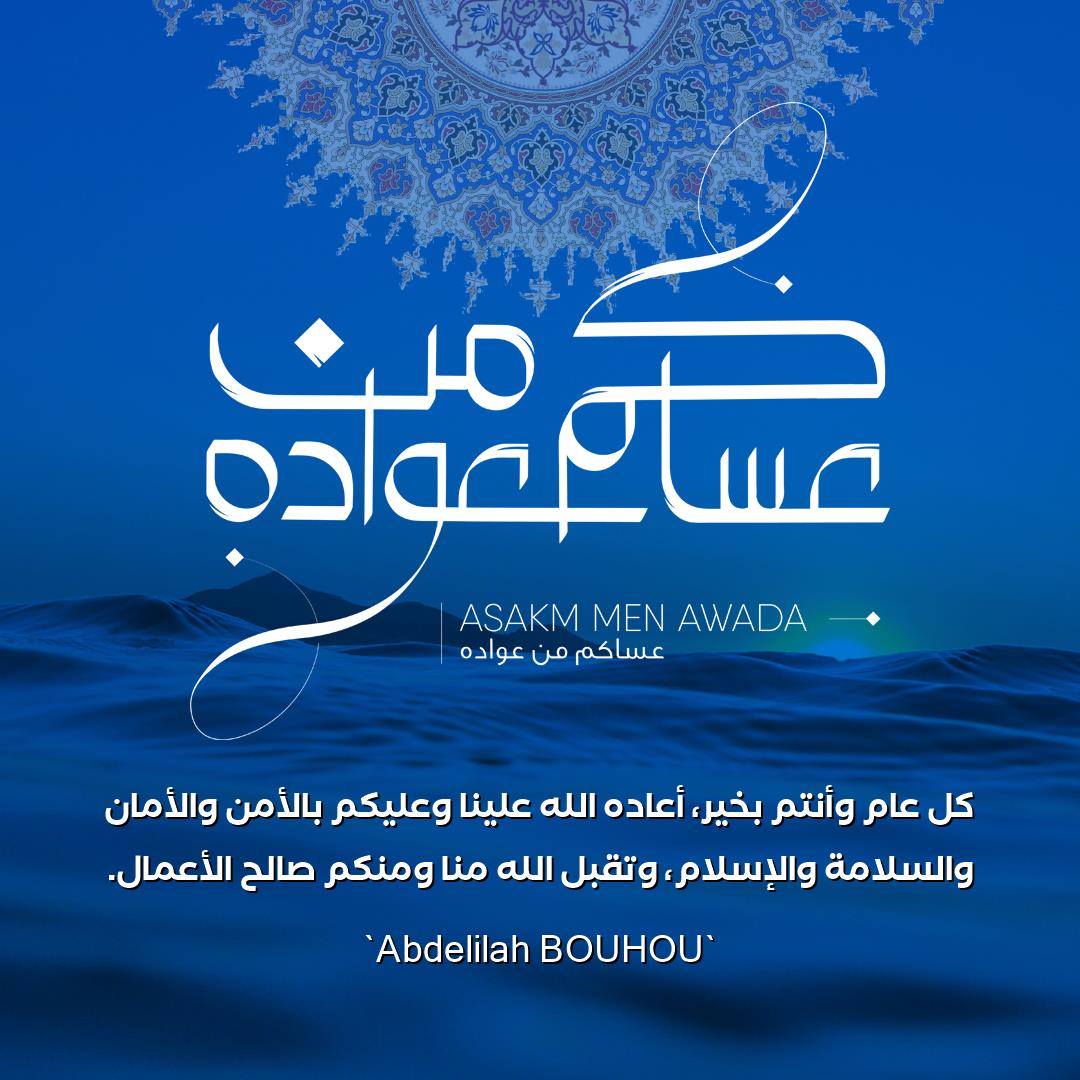 عساكم من عواده
ASAKM MEN AWADA
عساكم من عواده
كل عام وأنتم بخير، أعاده الله علينا وعليكم بالأمن والأمان
والسلامة والإسلام، وتقبل الله منا ومنكم صالح الأعمال.
`Abdelilah BOUHOU`